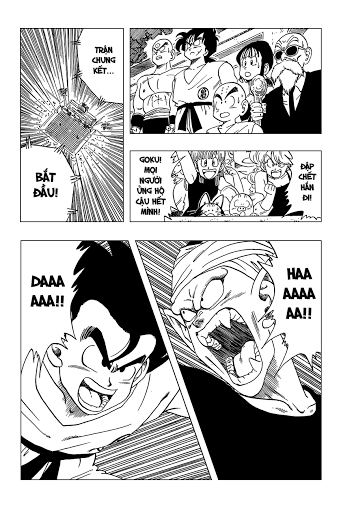 TRẬN
CHUNG
KẾT...
BẮT
ĐẦU!
GOKU!
MỌI
NGƯỜI
ỦNG HỘ
CẬU HẾT
MÌNH!
ĐẬP
CHẾT
HẮN
ĐI!
DAAA
AAA!!
HAA
AAAA
AA!!